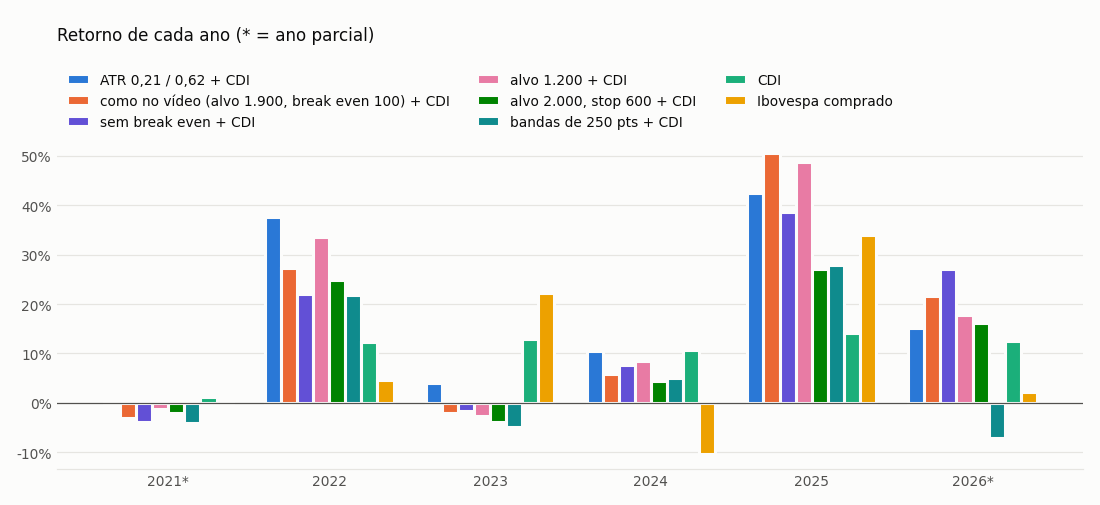 Retorno de cada ano (* = ano parcial)
ATR 0,21 / 0,62 + CDI
como no vídeo (alvo 1.900, break even 100) + CDI
sem break even + CDI
alvo 1.200 + CDI
alvo 2.000, stop 600 + CDI
bandas de 250 pts + CDI
CDI
Ibovespa comprado
50%
40%
30%
20%
10%
0%
-10%
2021*
2022
2023
2024
2025
2026*